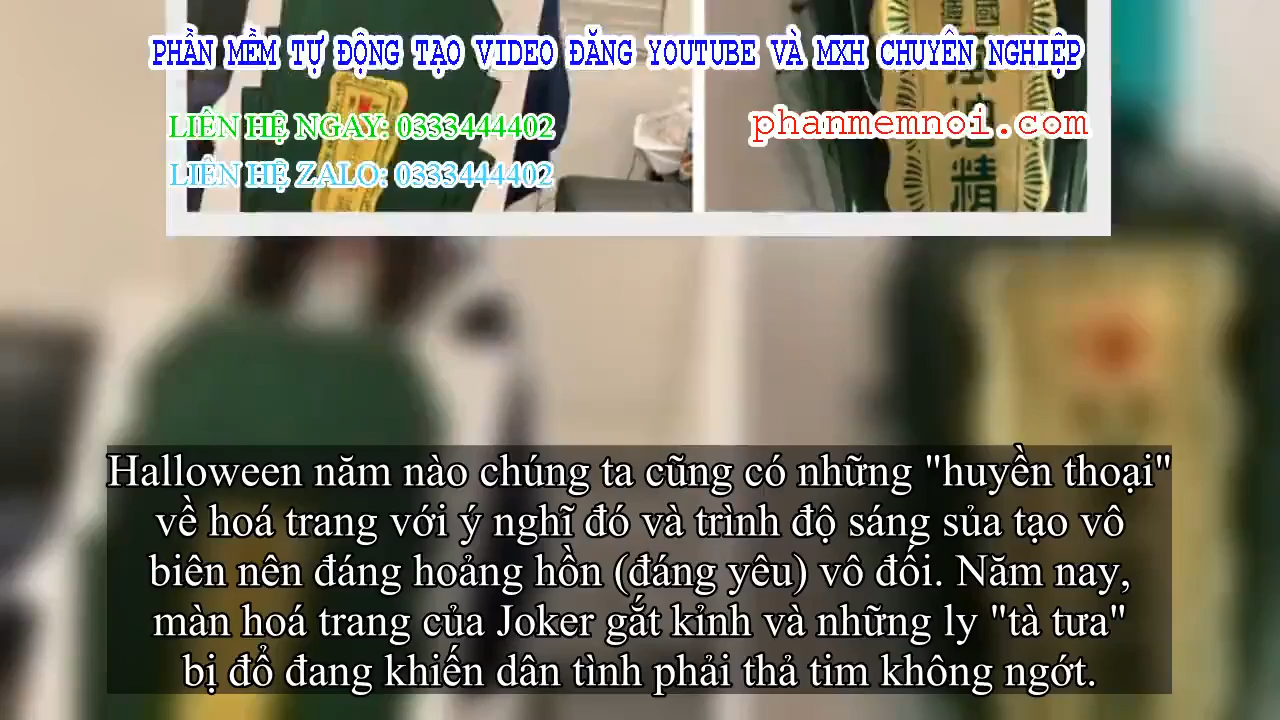 PHẦN MỀM TỰ ĐỘNG TẠO VIDEO ĐĂNG YOUTUBE VÀ MXH CHUYÊN NGHIỆP
LIÊN HỆ NGAY: 0333444402
phanmemnoi.com
LIÊN HỆ ZALO: 0333444402
地精
Halloween năm nào chúng ta cũng có những "huyền thoại"
về hoá trang với ý nghĩ đó và trình độ sáng sủa tạo vô
biên nên đáng hoảng hồn (đáng yêu) vô đối. Năm nay,
màn hoá trang của Joker gắt kỉnh và những ly "tà tưa"
bị đổ đang khiến dân tình phải thả tim không ngớt.